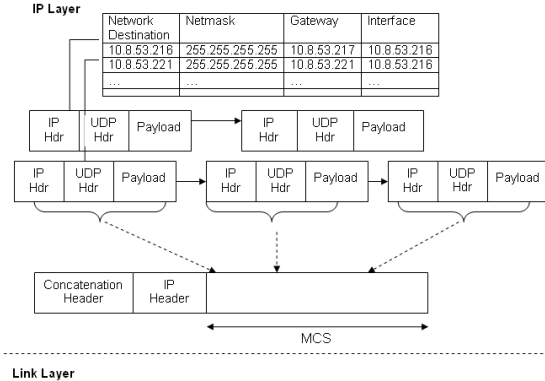 IP Layer
Network Destination Netmask Gateway Interface
10.8.53.216 255.255.255.255 10.8.53.217 10.8.53.216
10.8.53.221 255.255.255.255 10.8.53.221 10.8.53.216
... ... ... ...
IP Hdr UDP Hdr Payload IP Hdr UDP Hdr Payload
IP Hdr UDP Hdr Payload IP Hdr UDP Hdr Payload IP Hdr UDP Hdr Payload
Concatenation Header IP Header
MCS
Link Layer